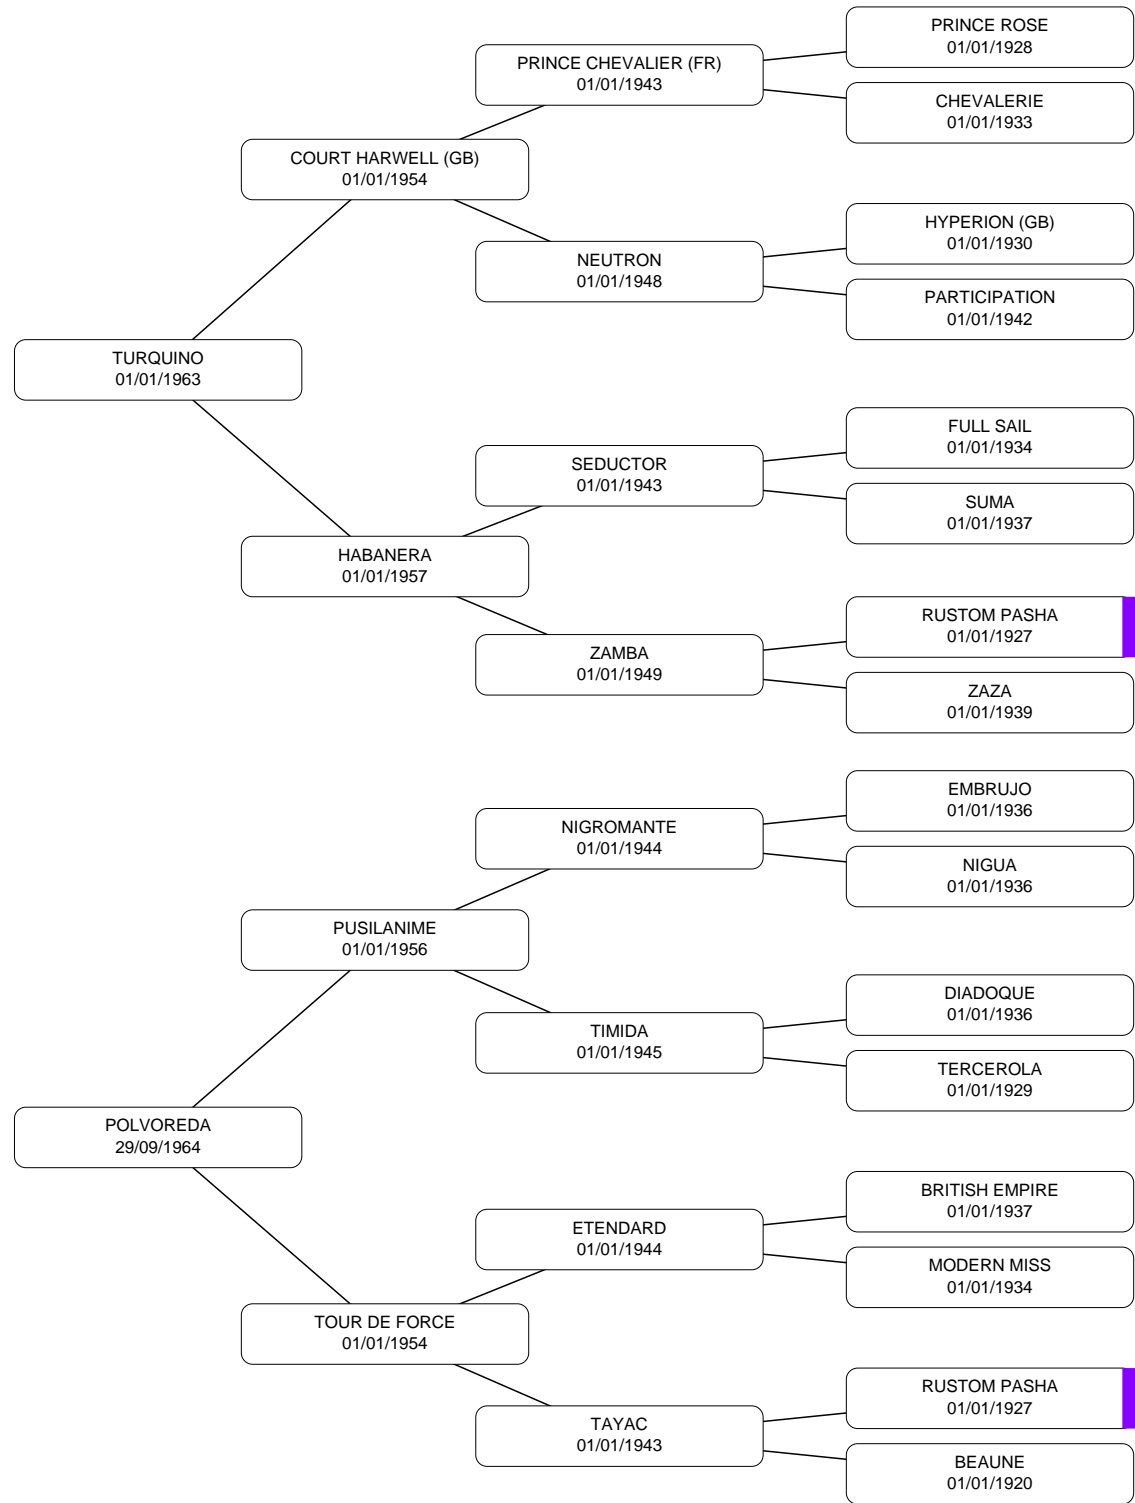 PRINCE ROSE
01/01/1928
PRINCE CHEVALIER (FR)
01/01/1943
CHEVALERIE
01/01/1933
COURT HARWELL (GB)
01/01/1954
HYPERION (GB)
01/01/1930
NEUTRON
01/01/1948
PARTICIPATION
01/01/1942
TURQUINO
01/01/1963
FULL SAIL
01/01/1934
SEDUCTOR
01/01/1943
SUMA
01/01/1937
HABANERA
01/01/1957
RUSTOM PASHA
01/01/1927
ZAMBA
01/01/1949
ZAZA
01/01/1939
EMBRUJO
01/01/1936
NIGROMANTE
01/01/1944
NIGUA
01/01/1936
PUSILANIME
01/01/1956
DIADOQUE
01/01/1936
TIMIDA
01/01/1945
TERCEROLA
01/01/1929
POLVOREDA
29/09/1964
BRITISH EMPIRE
01/01/1937
ETENDARD
01/01/1944
MODERN MISS
01/01/1934
TOUR DE FORCE
01/01/1954
RUSTOM PASHA
01/01/1927
TAYAC
01/01/1943
BEAUNE
01/01/1920